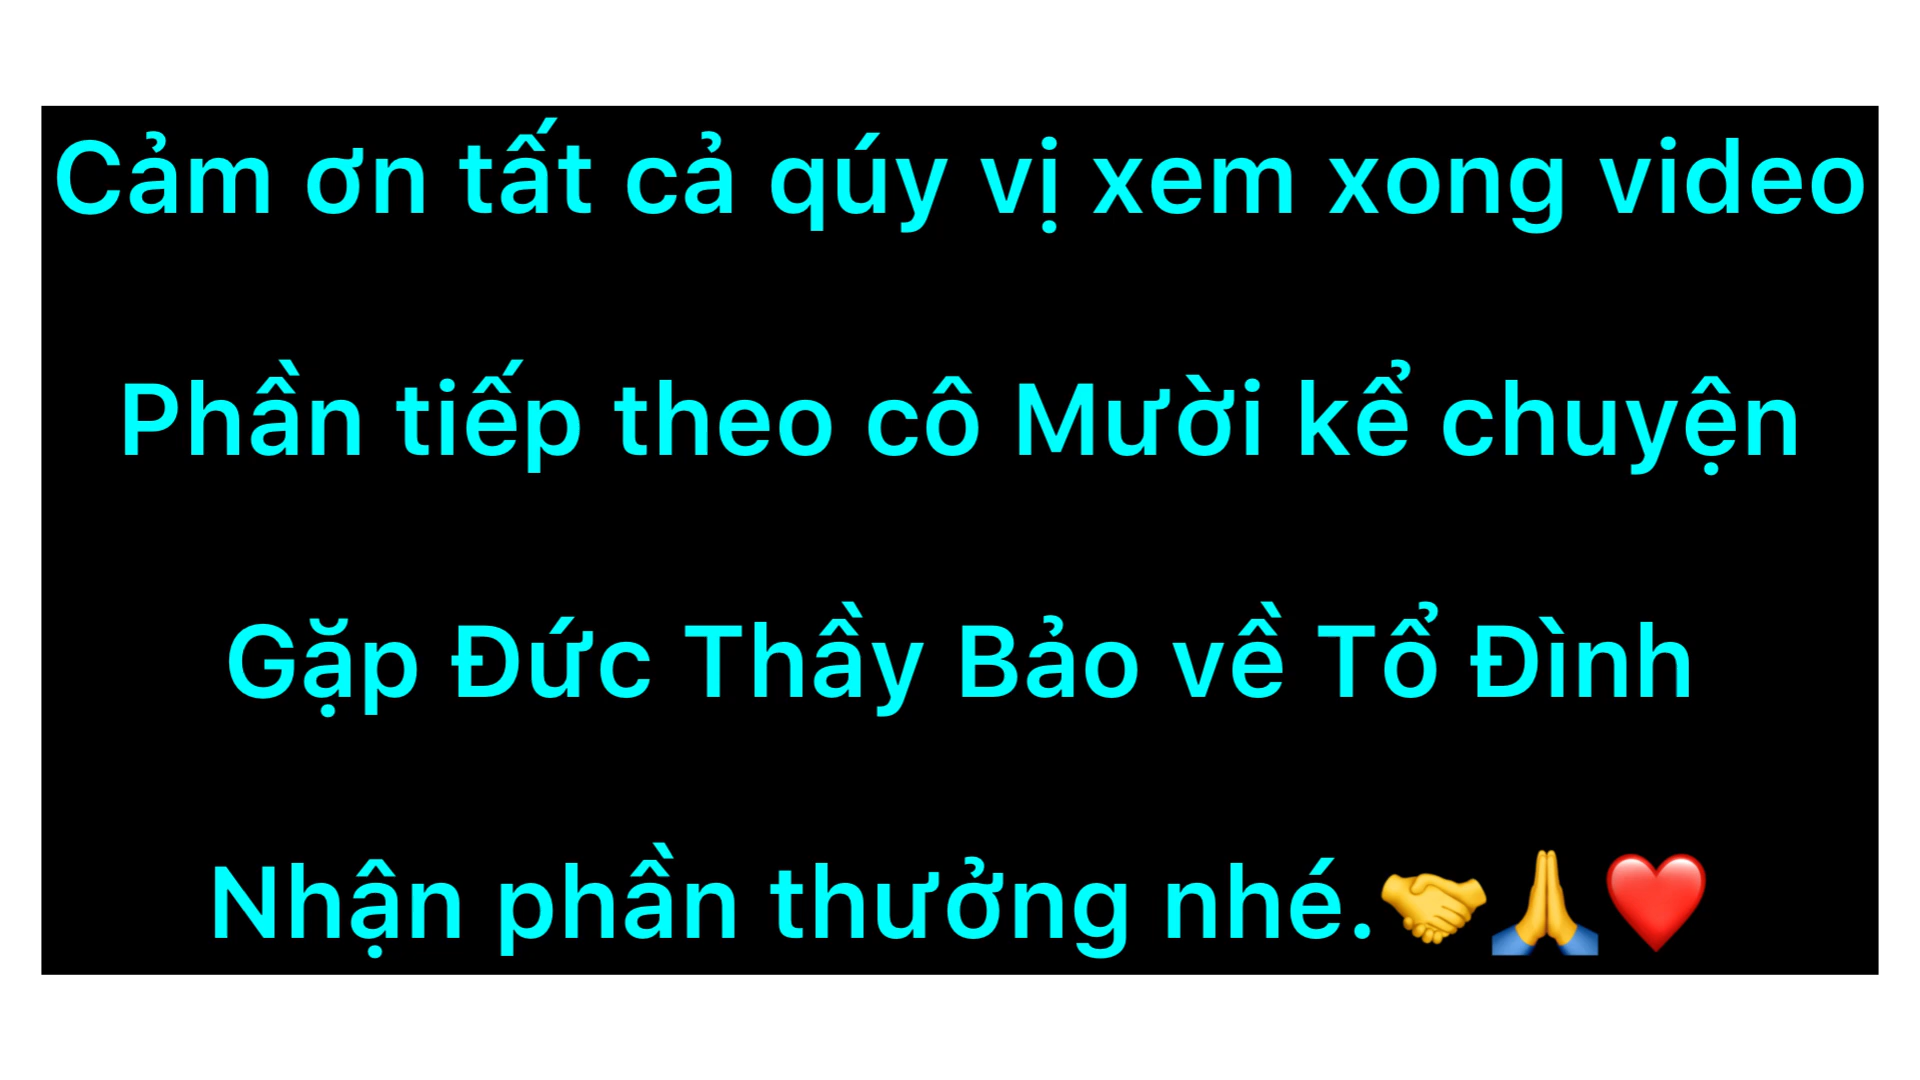 Cảm ơn tất cả qúy vị xem xong video
Phần tiếp theo cô Mười kể chuyện
Gặp Đức Thầy Bảo về Tổ Đình
Nhận phần thưởng nhé.🤝🙏❤️